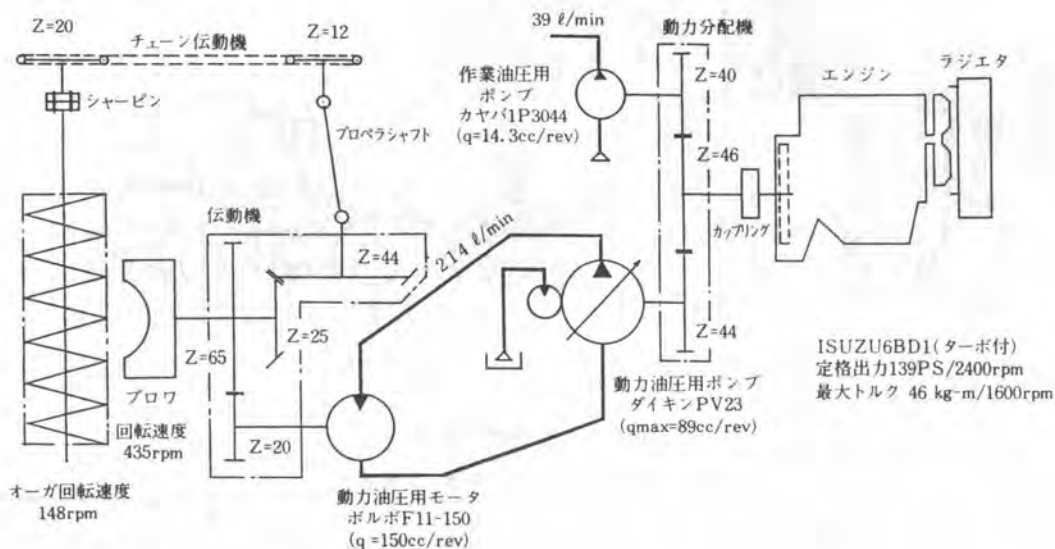 Z=20
チェーン伝動機
Z=12
シャーピン
プロペラシャフト
39 ℓ/min
作業油圧用
ポンプ
カヤバ1P3044
(q=14.3cc/rev)
動力分配機
Z=40
Z=46
Z=44
エンジン
ラジエタ
カップリング
伝動機
Z=44
214 ℓ/min
Z=25
Z=65
Z=20
ブロワ
回転速度
435rpm
オーガ回転速度
148rpm
動力油圧用モータ
ボルボF11-150
(q =150cc/rev)
動力油圧用ポンプ
ダイキンPV23
(qmax=89cc/rev)
ISUZU6BD1(ターボ付)
定格出力139PS/2400rpm
最大トルク 46 kg-m/1600rpm